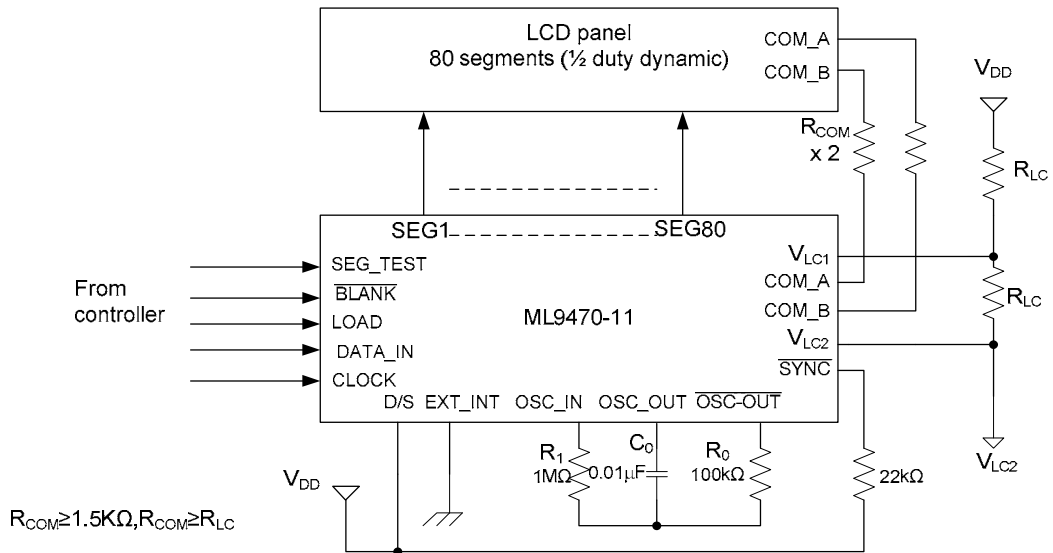 LCD panel
80 segments (½ duty dynamic)
COM_A
COM_B
V_DD
R_COM
x 2
R_LC
SEG1
SEG80
From
controller
SEG_TEST
BLANK
LOAD
DATA_IN
CLOCK
ML9470-11
V_LC1
COM_A
COM_B
V_LC2
SYNC
R_LC
D/S
EXT_INT
OSC_IN
OSC_OUT
OSC-OUT
R_1
1MΩ
C_0
0.01μF
R_0
100kΩ
22kΩ
V_LC2
V_DD
R_COM≥1.5KΩ,R_COM≥R_LC